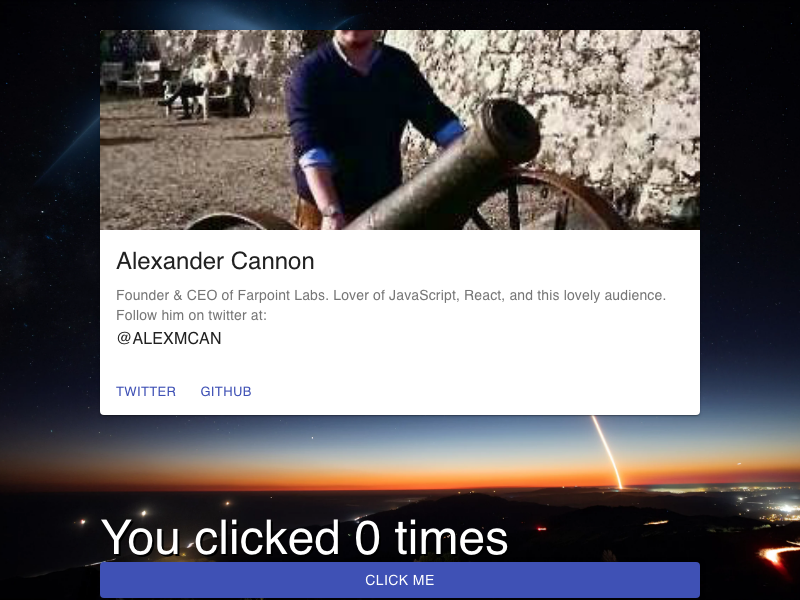 Alexander Cannon
Founder & CEO of Farpoint Labs. Lover of JavaScript, React, and this lovely audience.
Follow him on twitter at:
@ALEXMCAN
TWITTER GITHUB
You clicked 0 times
CLICK ME